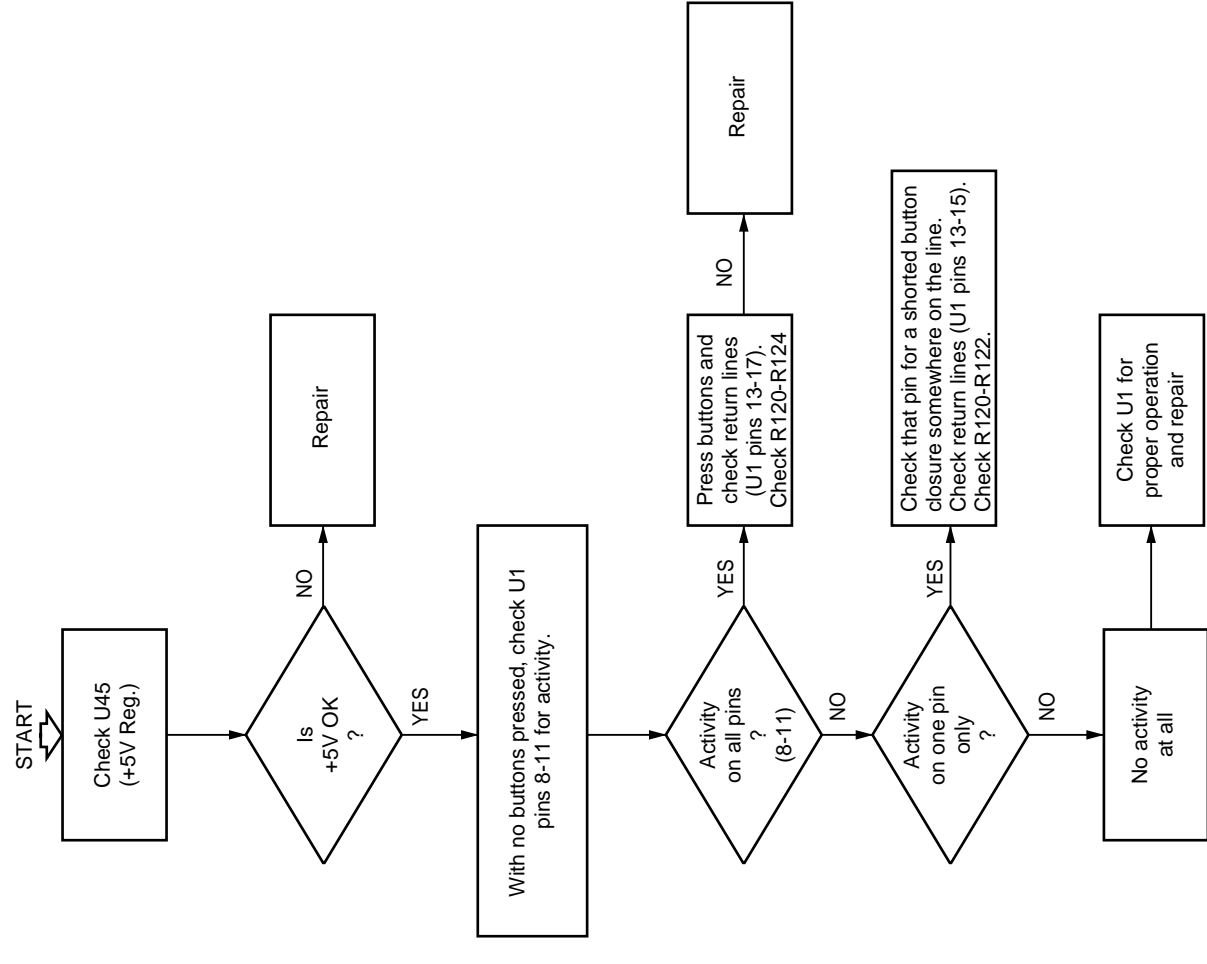 START
Check U45
(+5V Reg.)
Is
+5V OK
?
NO
Repair
YES
With no buttons pressed, check U1
pins 8-11 for activity.
Activity
on all pins
?
(8-11)
YES
Press buttons and
check return lines
(U1 pins 13-17).
Check R120-R124
NO
Repair
NO
Activity
on one pin
only
?
YES
Check that pin for a shorted button
closure somewhere on the line.
Check return lines (U1 pins 13-15).
Check R120-R122.
NO
No activity
at all
Check U1 for
proper operation
and repair